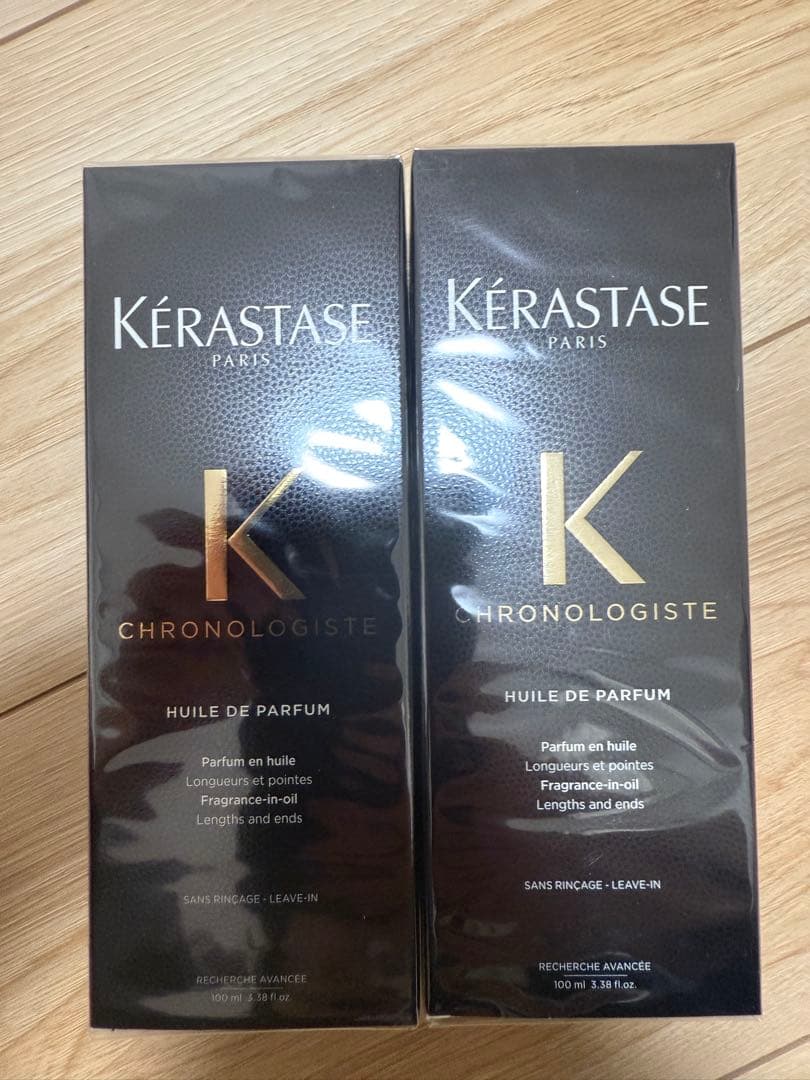 KÉRASTASE
PARIS
K
CHRONOLOGISTE
HUILE DE PARFUM
Parfum en huile
Longueurs et pointes
Fragrance-in-oil
Lengths and ends
SANS RINÇAGE - LEAVE-IN
RECHERCHE AVANCÉE
100 ml 3.38 fl.oz.
KÉRASTASE
PARIS
K
CHRONOLOGISTE
HUILE DE PARFUM
Parfum en huile
Longueurs et pointes
Fragrance-in-oil
Lengths and ends
SANS RINÇAGE - LEAVE-IN
RECHERCHE AVANCÉE
100 ml 3.38 fl.oz.